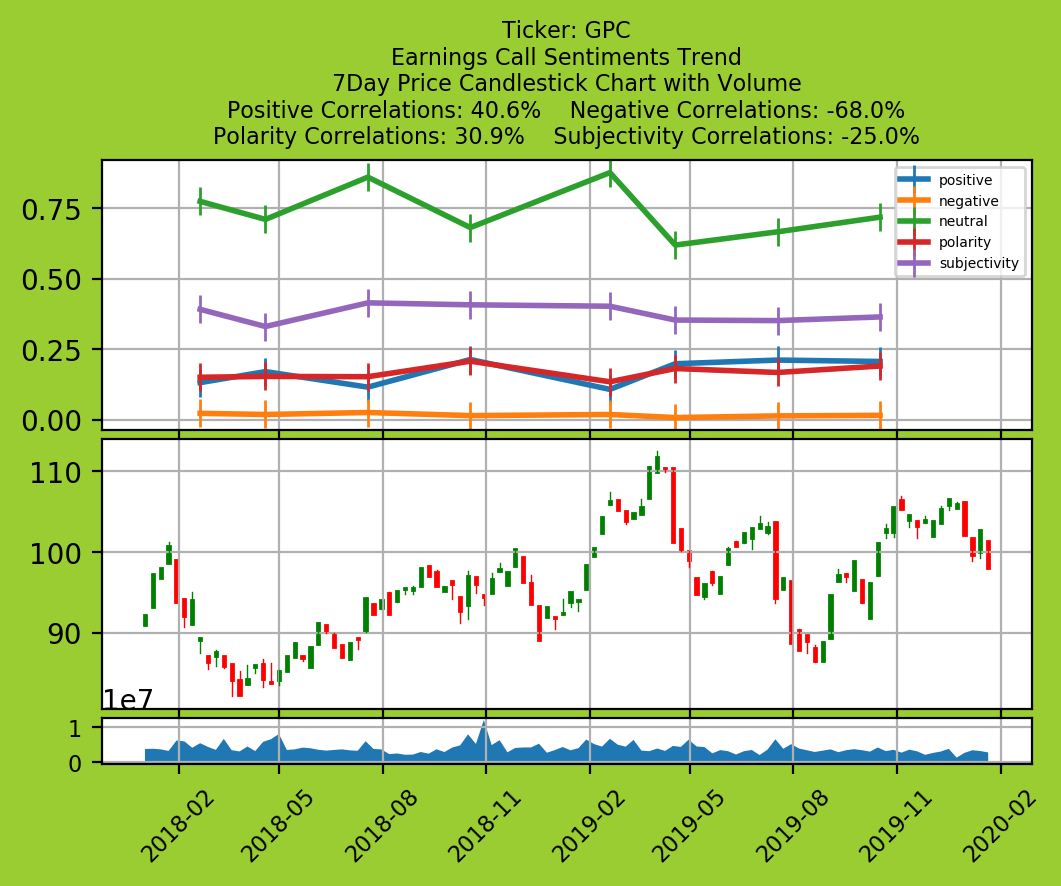 Ticker: GPC
Earnings Call Sentiments Trend
7Day Price Candlestick Chart with Volume
Positive Correlations: 40.6%    Negative Correlations: -68.0%
Polarity Correlations: 30.9%    Subjectivity Correlations: -25.0%
positive
negative
neutral
polarity
subjectivity
0.75
0.50
0.25
0.00
110
100
90
1e7
1
0
2018-02 2018-05 2018-08 2018-11 2019-02 2019-05 2019-08 2019-11 2020-02